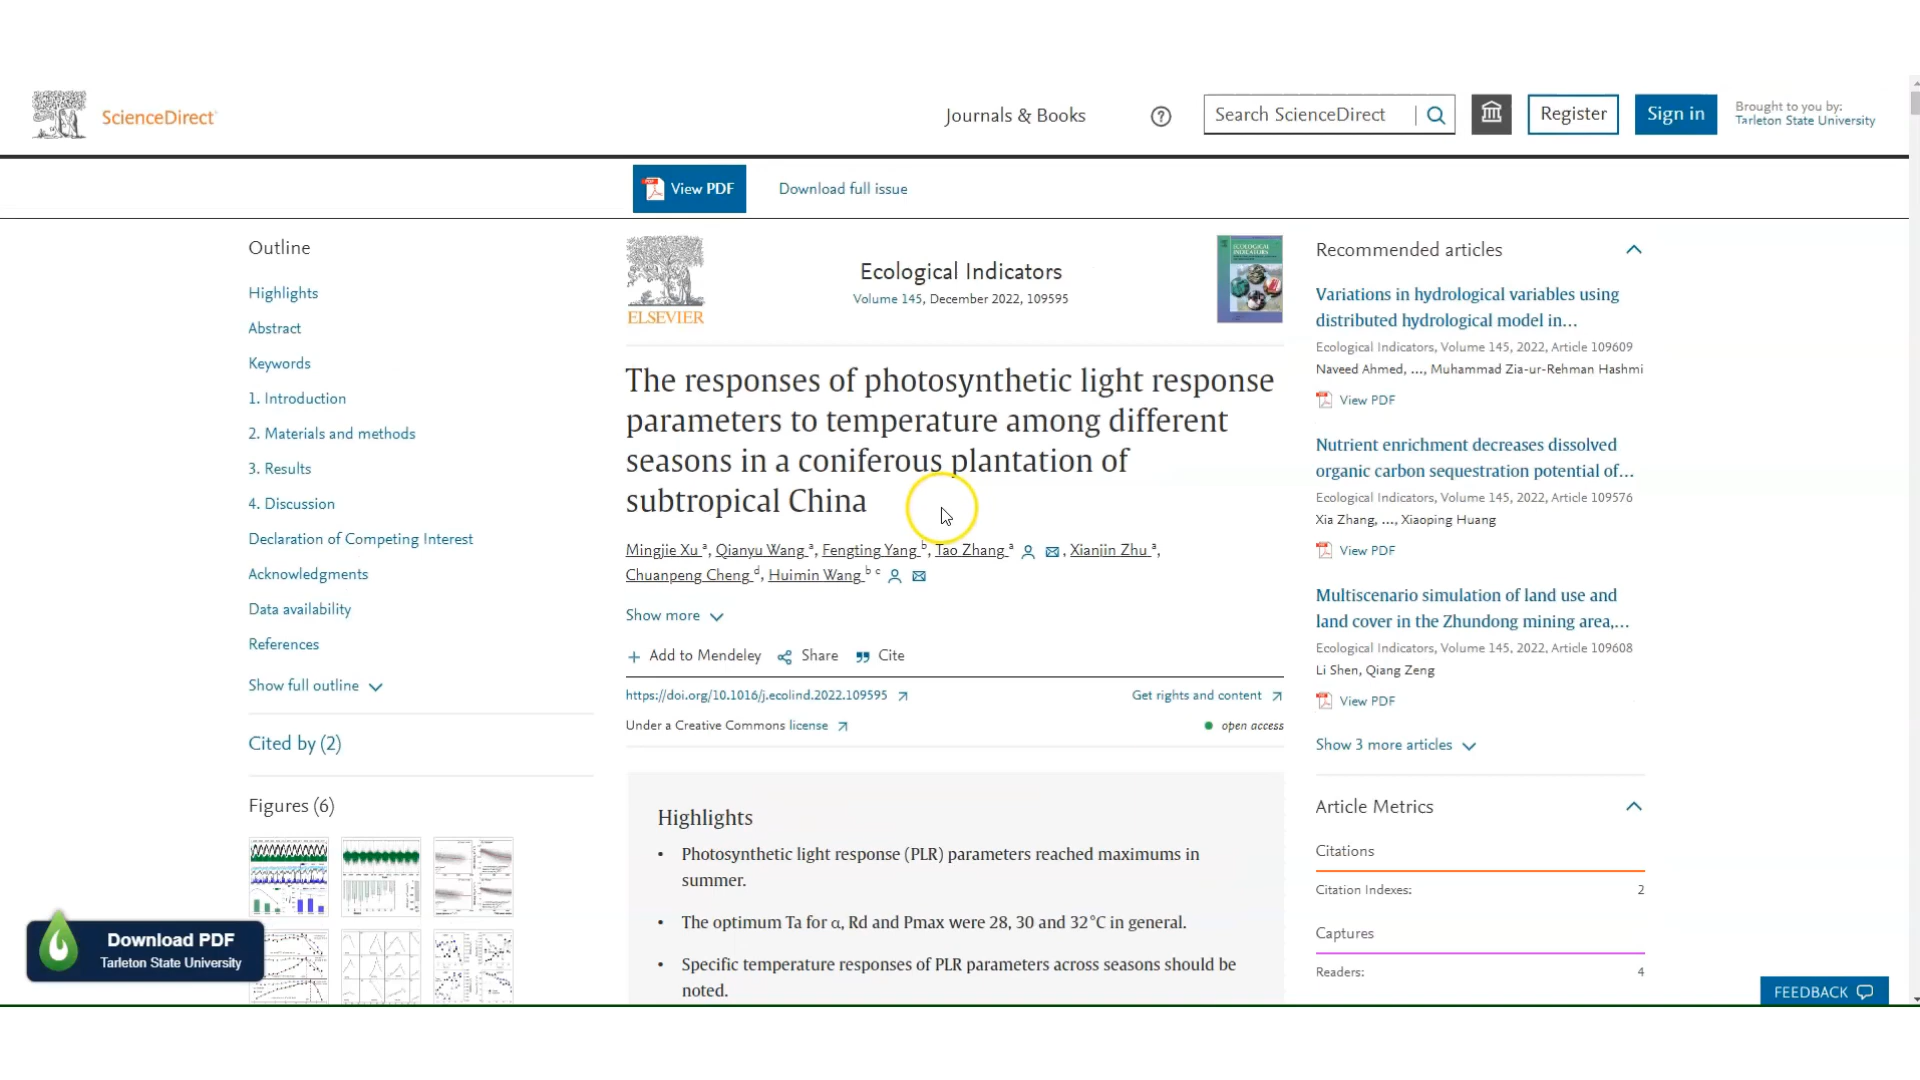 ScienceDirect
Journals & Books
Search ScienceDirect
Register
Sign in
Brought to you by:
Tarleton State University
View PDF
Download full issue
Outline
Highlights
Abstract
Keywords
1. Introduction
2. Materials and methods
3. Results
4. Discussion
Declaration of Competing Interest
Acknowledgments
Data availability
References
Show full outline
Cited by (2)
Figures (6)
Download PDF
Tarleton State University
ELSEVIER
Ecological Indicators
Volume 145, December 2022, 109595
ECOLOGICAL
INDICATORS
The responses of photosynthetic light response
parameters to temperature among different
seasons in a coniferous plantation of
subtropical China
Mingjie Xu a, Qianyu Wang a, Fengting Yang b, Tao Zhang a, Xianjin Zhu a,
Chuanpeng Cheng d, Huimin Wang b c
Show more
Add to Mendeley Share Cite
https://doi.org/10.1016/j.ecolind.2022.109595
Get rights and content
Under a Creative Commons license
open access
Highlights
• Photosynthetic light response (PLR) parameters reached maximums in
summer.
• The optimum Ta for α, Rd and Pmax were 28, 30 and 32°C in general.
• Specific temperature responses of PLR parameters across seasons should be
noted.
Recommended articles
Variations in hydrological variables using
distributed hydrological model in…
Ecological Indicators, Volume 145, 2022, Article 109609
Naveed Ahmed, …, Muhammad Zia-ur-Rehman Hashmi
View PDF
Nutrient enrichment decreases dissolved
organic carbon sequestration potential of…
Ecological Indicators, Volume 145, 2022, Article 109576
Xia Zhang, …, Xiaoping Huang
View PDF
Multiscenario simulation of land use and
land cover in the Zhundong mining area,…
Ecological Indicators, Volume 145, 2022, Article 109608
Li Shen, Qiang Zeng
View PDF
Show 3 more articles
Article Metrics
Citations
Citation Indexes: 2
Captures
Readers: 4
FEEDBACK